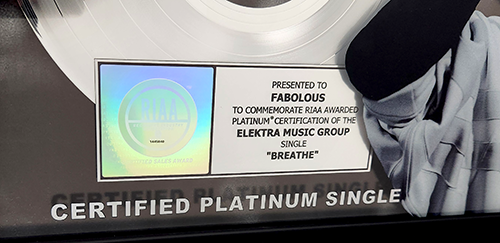 RIAA
PRESENTED TO
FABOLOUS
TO COMMEMORATE RIAA AWARDED
PLATINUM* CERTIFICATION OF THE
ELEKTRA MUSIC GROUP
SINGLE
"BREATHE"
CERTIFIED PLATINUM SINGLE